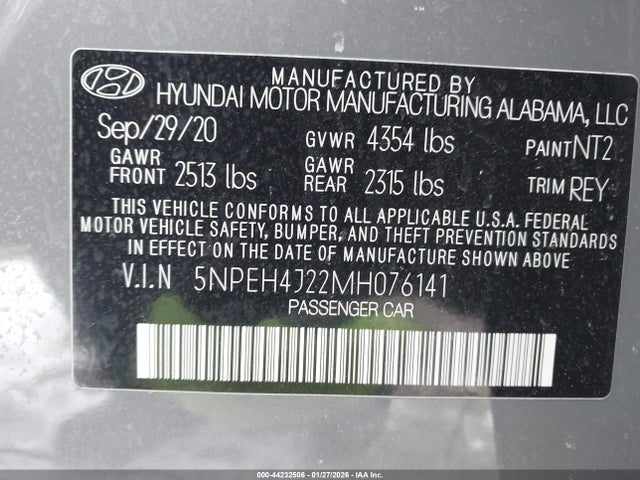 MANUFACTURED BY
HYUNDAI MOTOR MANUFACTURING ALABAMA, LLC
Sep/29/20 GVWR 4354 lbs PAINT NT2
GAWR FRONT 2513 lbs GAWR REAR 2315 lbs TRIM REY
THIS VEHICLE CONFORMS TO ALL APPLICABLE U.S.A. FEDERAL
MOTOR VEHICLE SAFETY, BUMPER, AND THEFT PREVENTION STANDARDS
IN EFFECT ON THE DATE OF MANUFACTURE SHOWN ABOVE.
V.I.N 5NPEH4J22MH076141
PASSENGER CAR
000-44232506 - 01/27/2026 - IAA Inc.